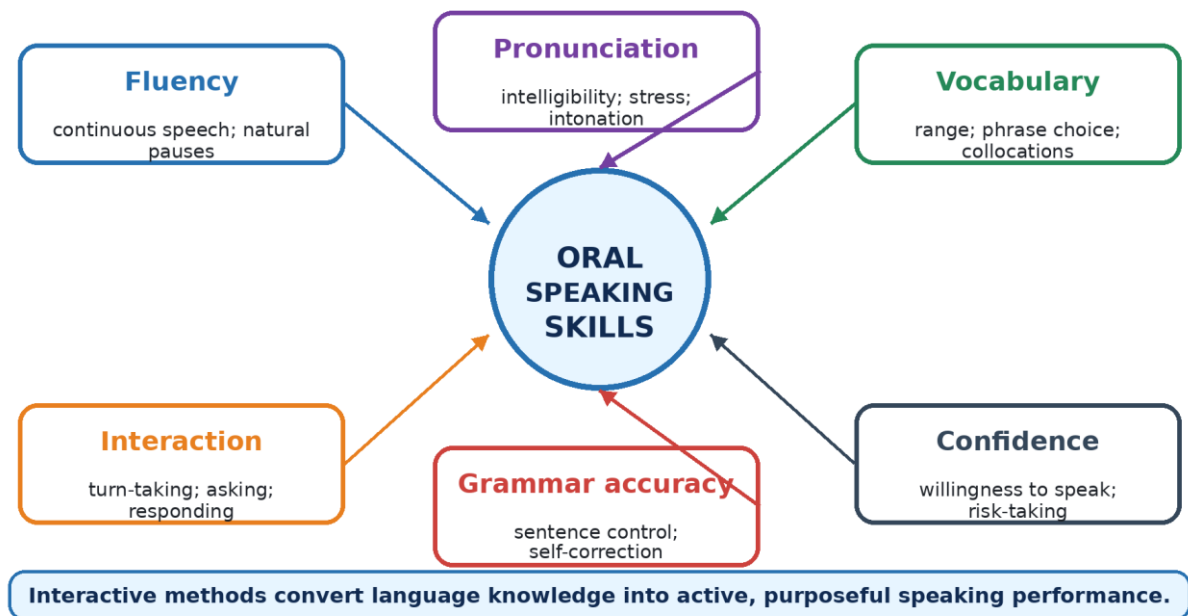 Fluency
continuous speech; natural
pauses
Pronunciation
intelligibility; stress;
intonation
Vocabulary
range; phrase choice;
collocations
ORAL
SPEAKING
SKILLS
Interaction
turn-taking; asking;
responding
Grammar accuracy
sentence control;
self-correction
Confidence
willingness to speak;
risk-taking
Interactive methods convert language knowledge into active, purposeful speaking performance.